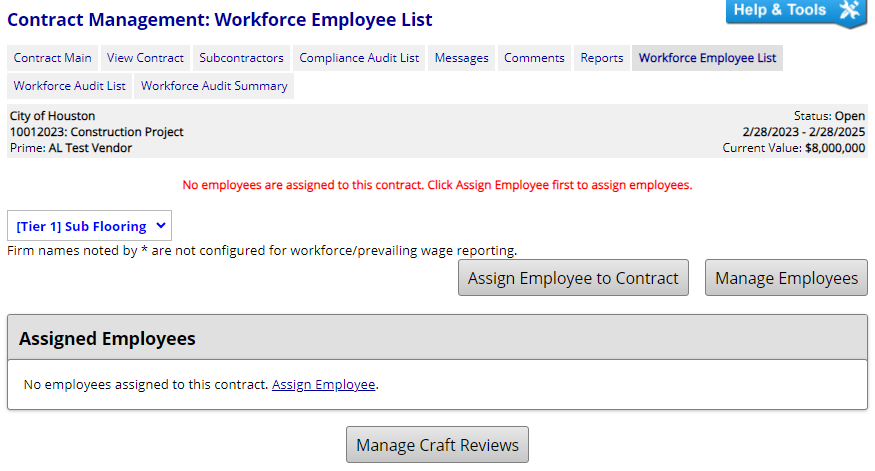 Contract Management: Workforce Employee List
Help & Tools
Contract Main View Contract Subcontractors Compliance Audit List Messages Comments Reports Workforce Employee List
Workforce Audit List Workforce Audit Summary
City of Houston Status: Open
10012023: Construction Project 2/28/2023 - 2/28/2025
Prime: AL Test Vendor Current Value: $8,000,000
No employees are assigned to this contract. Click Assign Employee first to assign employees.
[Tier 1] Sub Flooring
Firm names noted by * are not configured for workforce/prevailing wage reporting.
Assign Employee to Contract Manage Employees
Assigned Employees
No employees assigned to this contract. Assign Employee.
Manage Craft Reviews